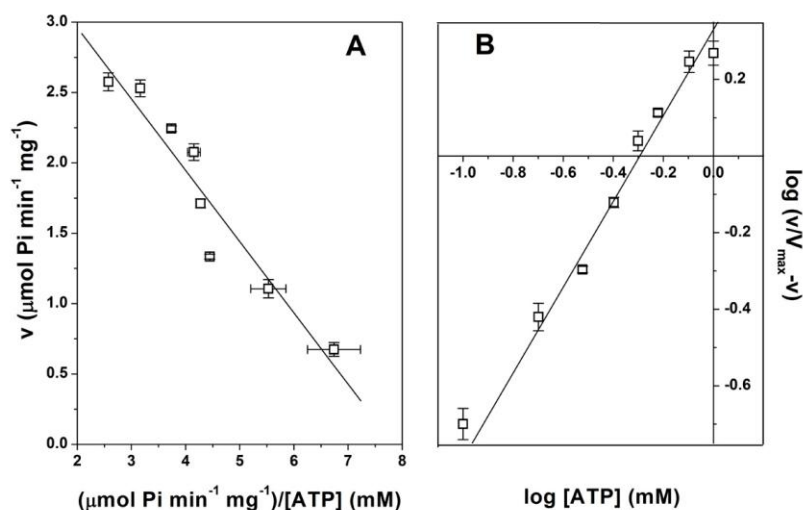 A
B
3.0
2.5
2.0
1.5
1.0
0.5
0.0
v (μmol Pi min⁻¹ mg⁻¹)
2 3 4 5 6 7 8
(μmol Pi min⁻¹ mg⁻¹)/[ATP] (mM)
-1.0 -0.8 -0.6 -0.4 -0.2 0.0
0.2
-0.2
-0.4
-0.6
log (v/Vmax -v)
log [ATP] (mM)